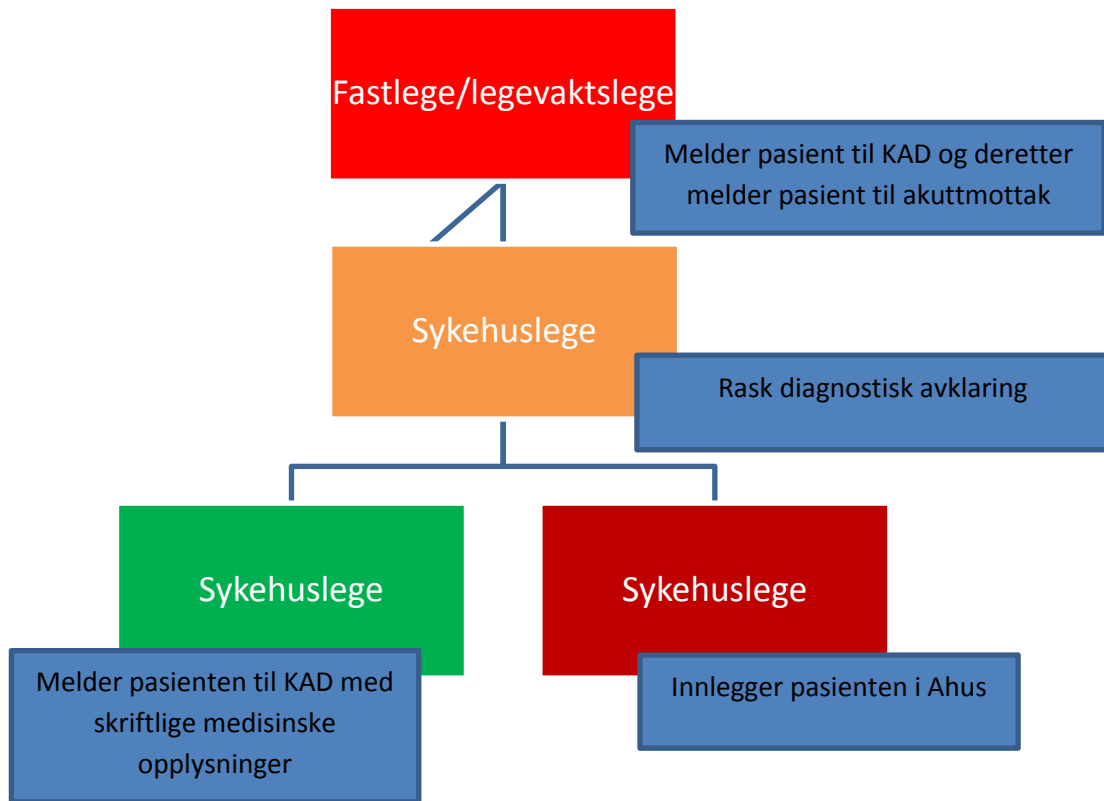 Fastlege/legevaktslege
Melder pasient til KAD og deretter
melder pasient til akuttmottak
Sykehuslege
Rask diagnostisk avklaring
Sykehuslege
Melder pasienten til KAD med
skriftlige medisinske
opplysninger
Sykehuslege
Innlegger pasienten i Ahus